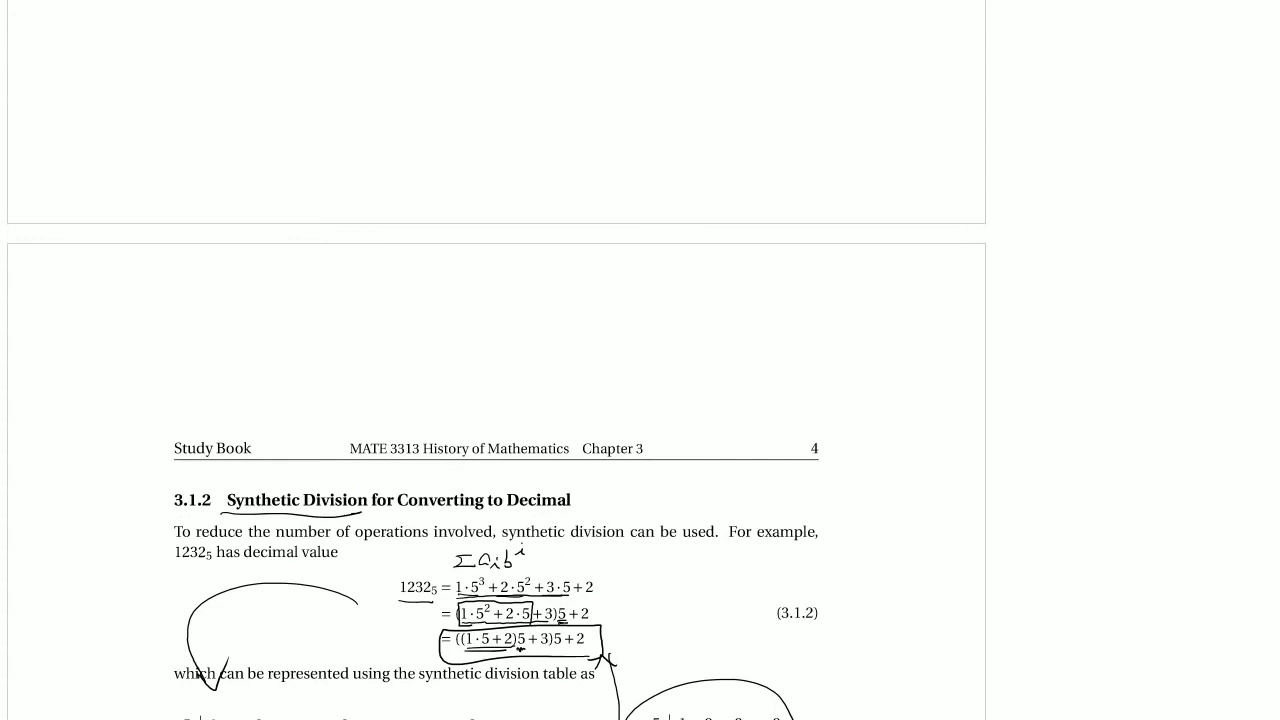 Study Book MATE 3313 History of Mathematics Chapter 3 4
3.1.2 Synthetic Division for Converting to Decimal
To reduce the number of operations involved, synthetic division can be used. For example,
1232₅ has decimal value
Σ aᵢ bⁱ
1232₅ = 1·5³ + 2·5² + 3·5 + 2
= (1·5² + 2·5 + 3)5 + 2 (3.1.2)
= ((1·5 + 2)5 + 3)5 + 2
which can be represented using the synthetic division table as